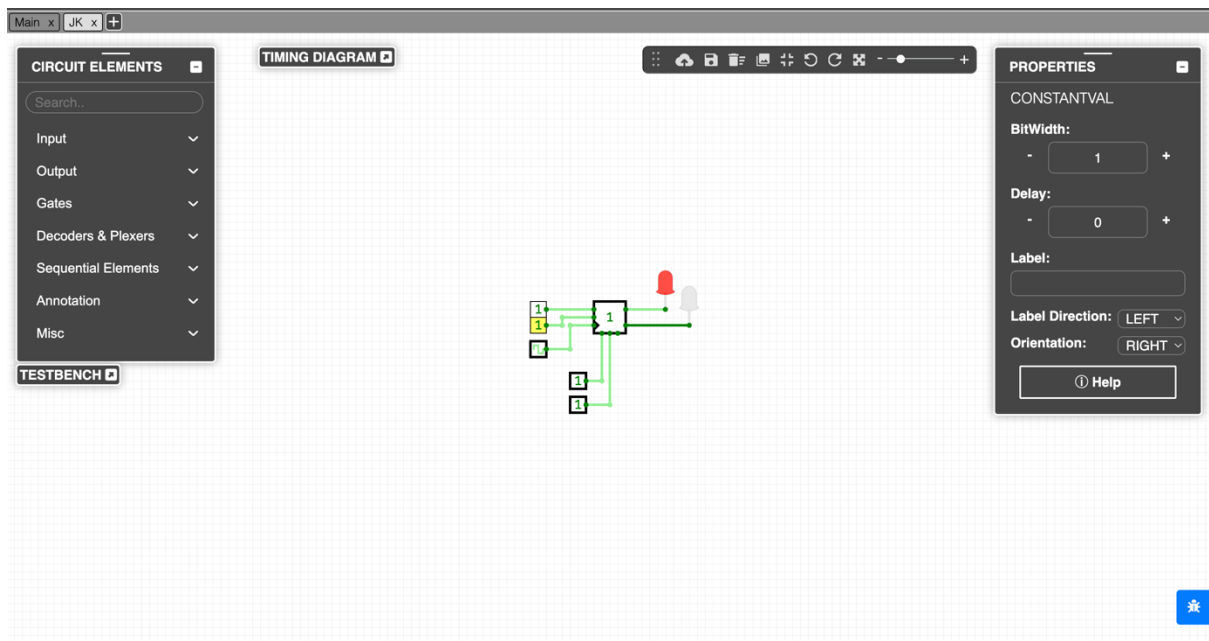 Main x JK x +
CIRCUIT ELEMENTS
Search..
Input
Output
Gates
Decoders & Plexers
Sequential Elements
Annotation
Misc
TESTBENCH
TIMING DIAGRAM
- +
1
1
1
1
1
PROPERTIES
CONSTANTVAL
BitWidth:
- 1 +
Delay:
- 0 +
Label:
Label Direction: LEFT
Orientation: RIGHT
Help